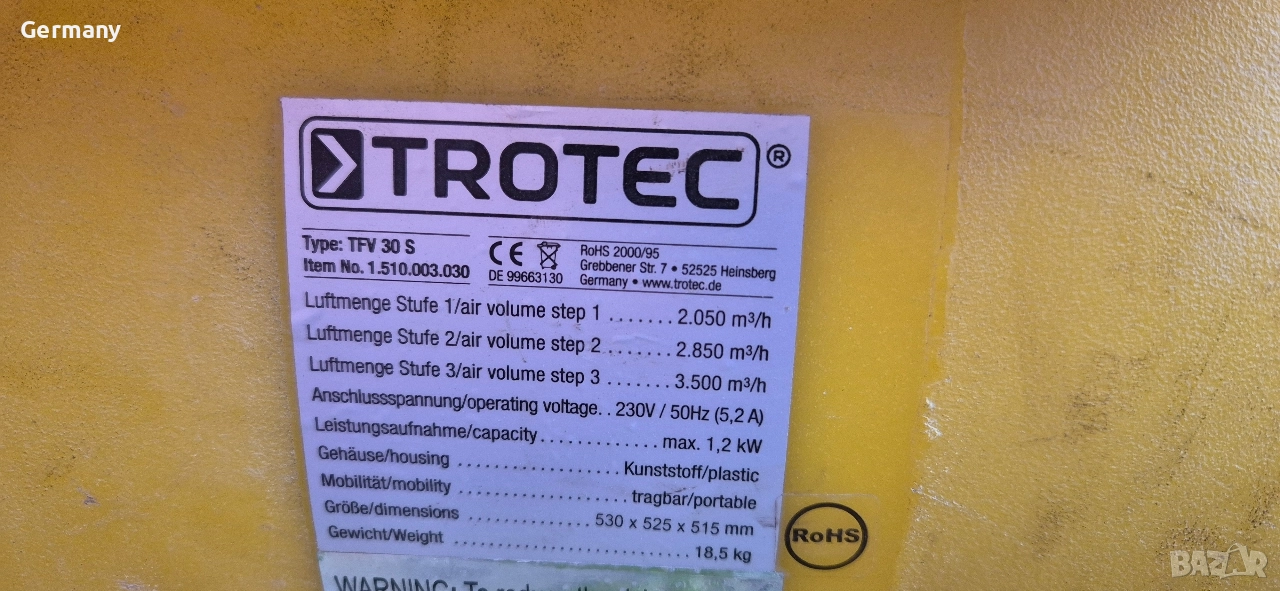 Germany
TROTEC®
Type: TFV 30 S
Item No. 1.510.003.030
CE
DE 99663130
RoHS 2000/95
Grebbener Str. 7 • 52525 Heinsberg
Germany • www.trotec.de
Luftmenge Stufe 1/air volume step 1 ....... 2.050 m³/h
Luftmenge Stufe 2/air volume step 2 ....... 2.850 m³/h
Luftmenge Stufe 3/air volume step 3 ....... 3.500 m³/h
Anschlussspannung/operating voltage. . 230V / 50Hz (5,2 A)
Leistungsaufnahme/capacity ............. max. 1,2 kW
Gehäuse/housing .................. Kunststoff/plastic
Mobilität/mobility ................... tragbar/portable
Größe/dimensions ............. 530 x 525 x 515 mm
Gewicht/Weight .......................... 18,5 kg
RoHS
WARNING: To
BAZAR